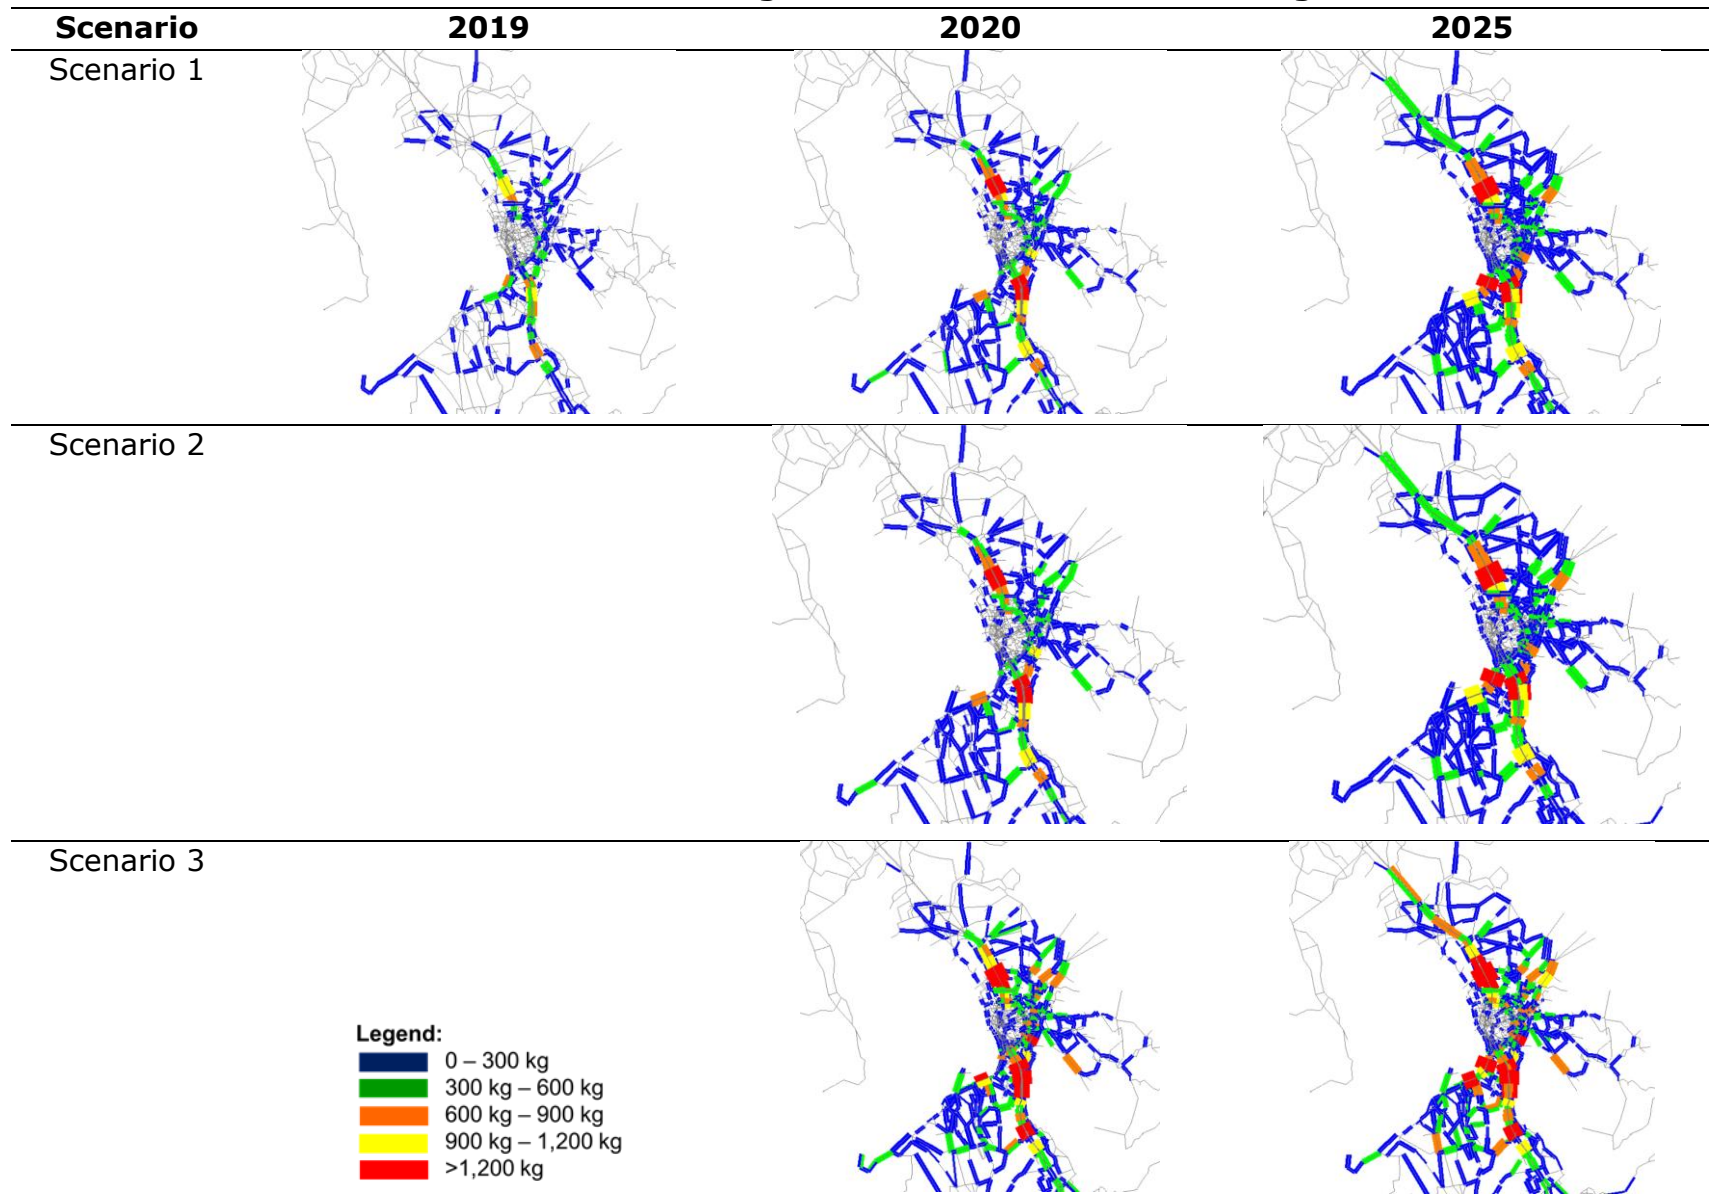 Scenario 2019 2020 2025
Scenario 1
Scenario 2
Scenario 3
Legend:
0 – 300 kg
300 kg – 600 kg
600 kg – 900 kg
900 kg – 1,200 kg
>1,200 kg